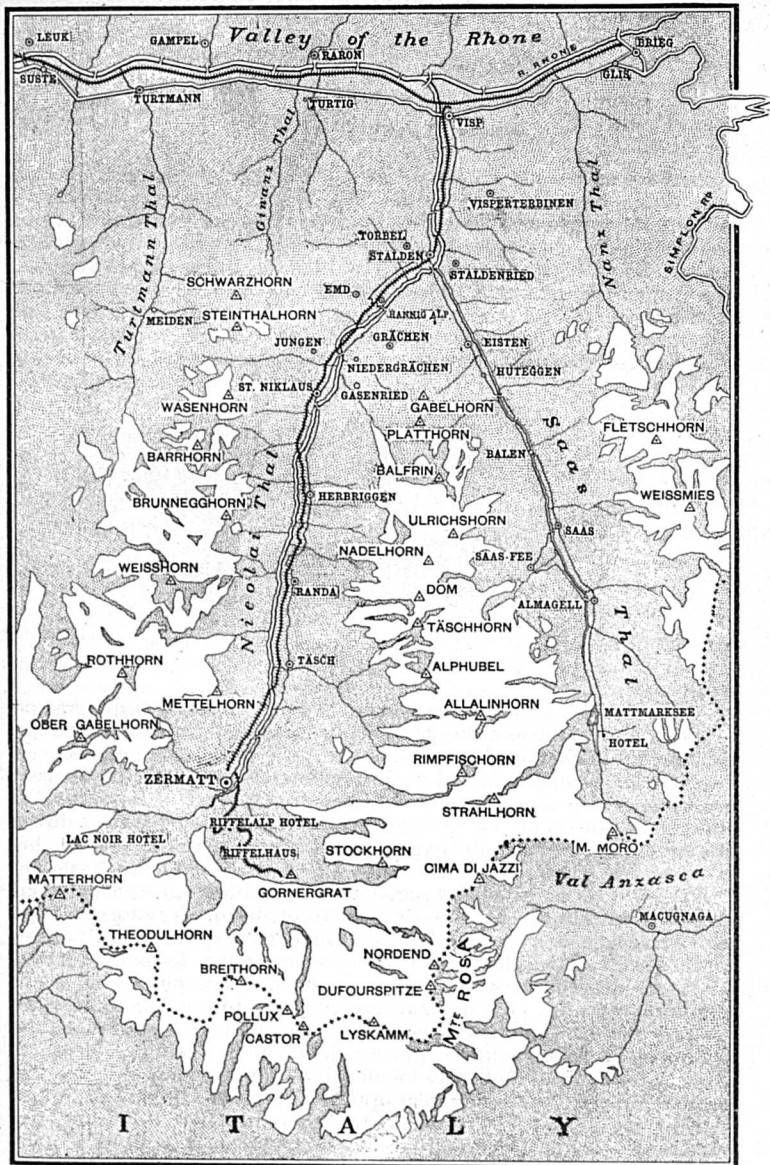 Valley of the Rhone
LEUK
GAMPEL
RARON
BRIEG
R. RHONE
GLIS
SUSTE
TURTMANN
TURTIG
VISP
Turtmann Thal
Giwanz Thal
Nanz Thal
SIMPLON RD
VISPERTERBINEN
TORBEL
STALDEN
STALDENRIED
SCHWARZHORN
EMD
HANNIG ALP
STEINTHALHORN
MEIDEN
GRÄCHEN
EISTEN
JUNGEN
NIEDERGRÄCHEN
HUTEGGEN
ST. NIKLAUS
GASENRIED
WASENHORN
GABELHORN
PLATTHORN
Saas Thal
FLETSCHHORN
BARRHORN
BALEN
BALFRIN
Nicolai Thal
BRUNNEGGHORN
HERBRIGGEN
WEISSMIES
ULRICHSHORN
SAAS
NADELHORN
SAAS-FEE
WEISSHORN
RANDA
DOM
ALMAGELL
TÄSCHHORN
ROTHHORN
TÄSCH
ALPHUBEL
METTELHORN
ALLALINHORN
MATTMARKSEE
OBER GABELHORN
HOTEL
RIMPFISCHORN
ZERMATT
STRAHLHORN
RIFFELALP HOTEL
LAC NOIR HOTEL
RIFFELHAUS
STOCKHORN
M. MORO
MATTERHORN
GORNERGRAT
CIMA DI JAZZI
Val Anzasca
MACUGNAGA
THEODULHORN
NORDEND
BREITHORN
DUFOURSPITZE
MTE ROSA
POLLUX
CASTOR
LYSKAMM
ITALY